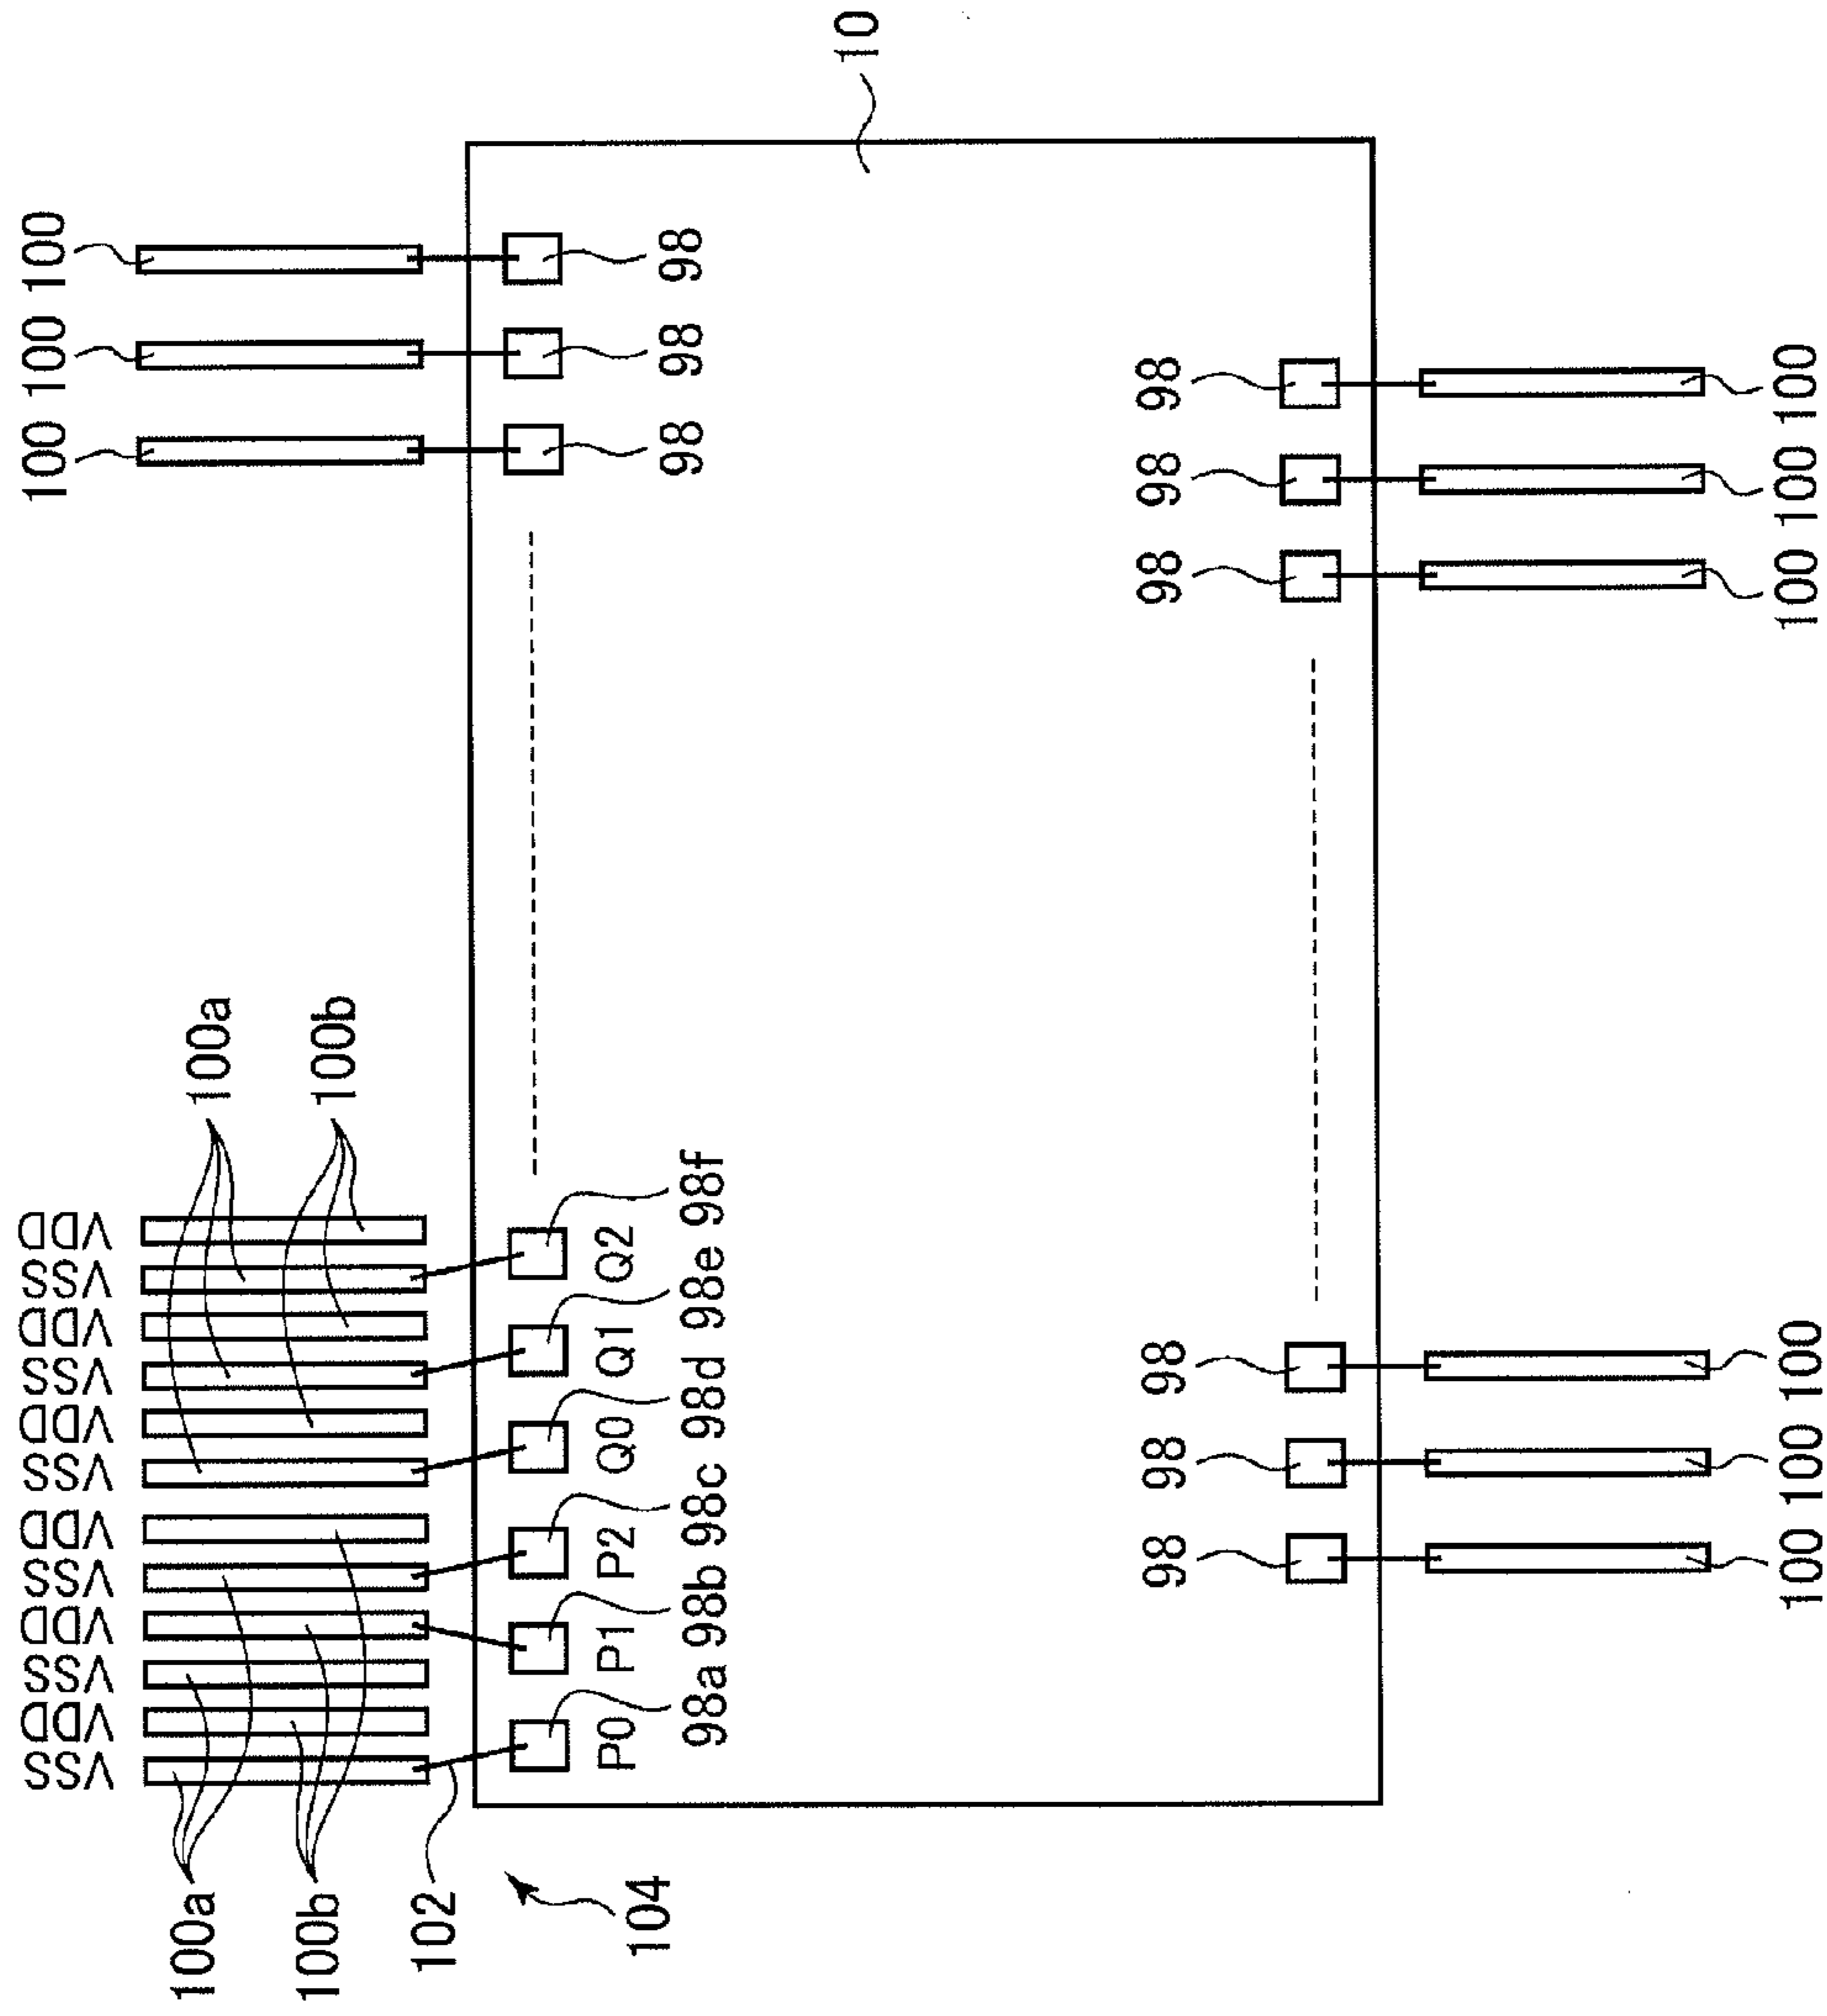 VSS VDD VSS VDD VSS VDD VSS VDD VSS VDD VSS VDD
100 100 100
100a 100a
100b 100b
102
P0 P1 P2 Q0 Q1 Q2
98a 98b 98c 98d 98e 98f 98 98 98
104
10
98 98 98 98 98 98
100 100 100 100 100 100